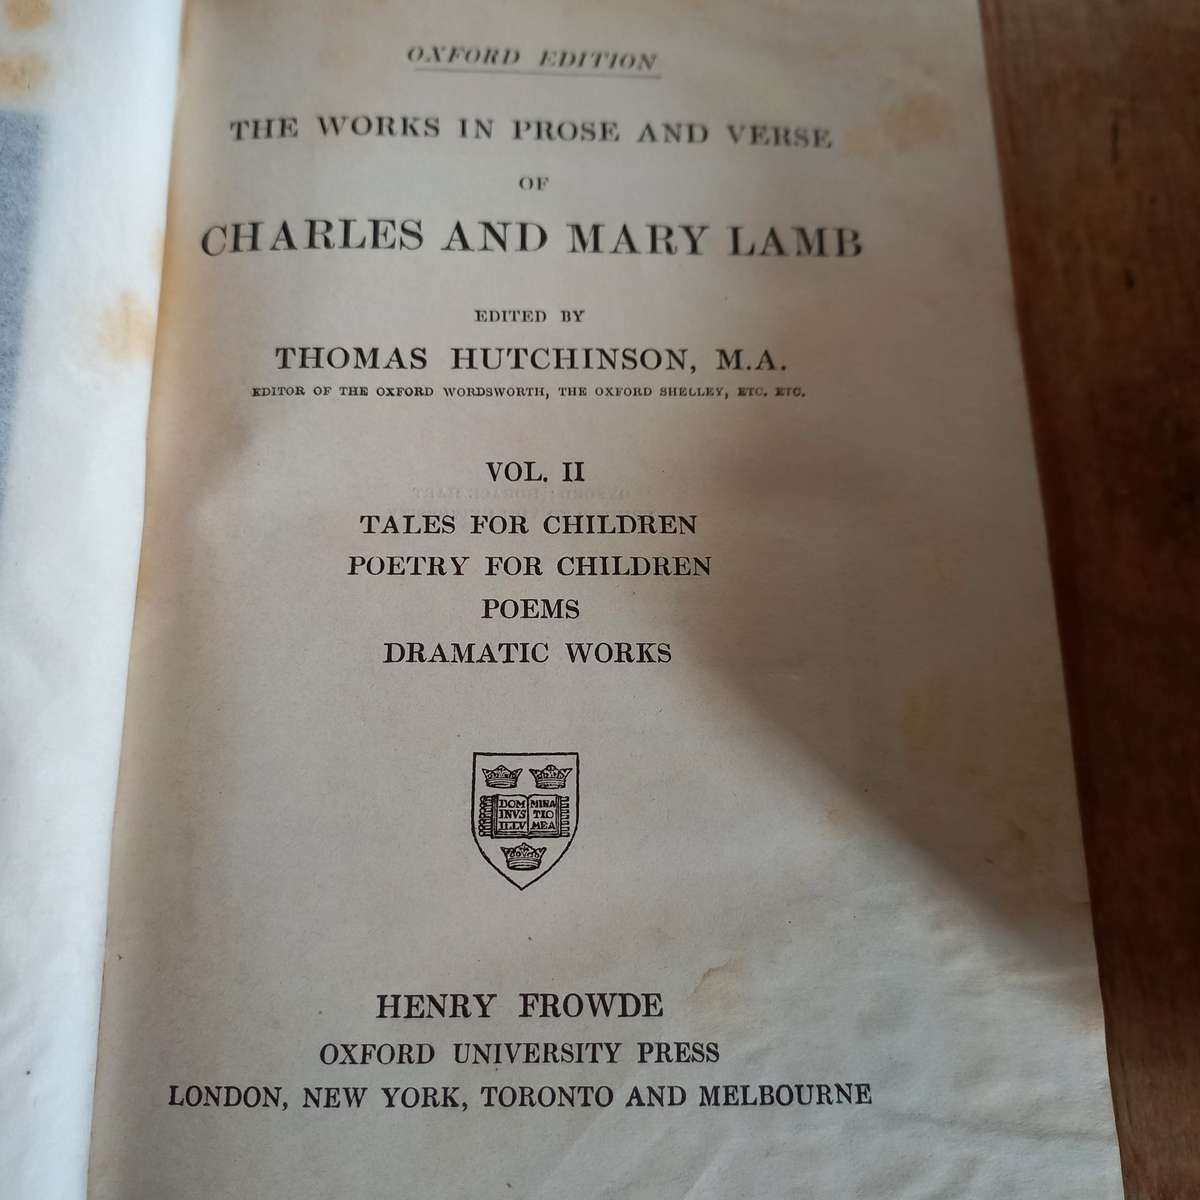 OXFORD EDITION
THE WORKS IN PROSE AND VERSE
OF
CHARLES AND MARY LAMB
EDITED BY
THOMAS HUTCHINSON, M.A.
EDITOR OF THE OXFORD WORDSWORTH, THE OXFORD SHELLEY, ETC. ETC.
VOL. II
TALES FOR CHILDREN
POETRY FOR CHILDREN
POEMS
DRAMATIC WORKS
DOM MINA
INVS TIO
ILLV MEA
HENRY FROWDE
OXFORD UNIVERSITY PRESS
LONDON, NEW YORK, TORONTO AND MELBOURNE